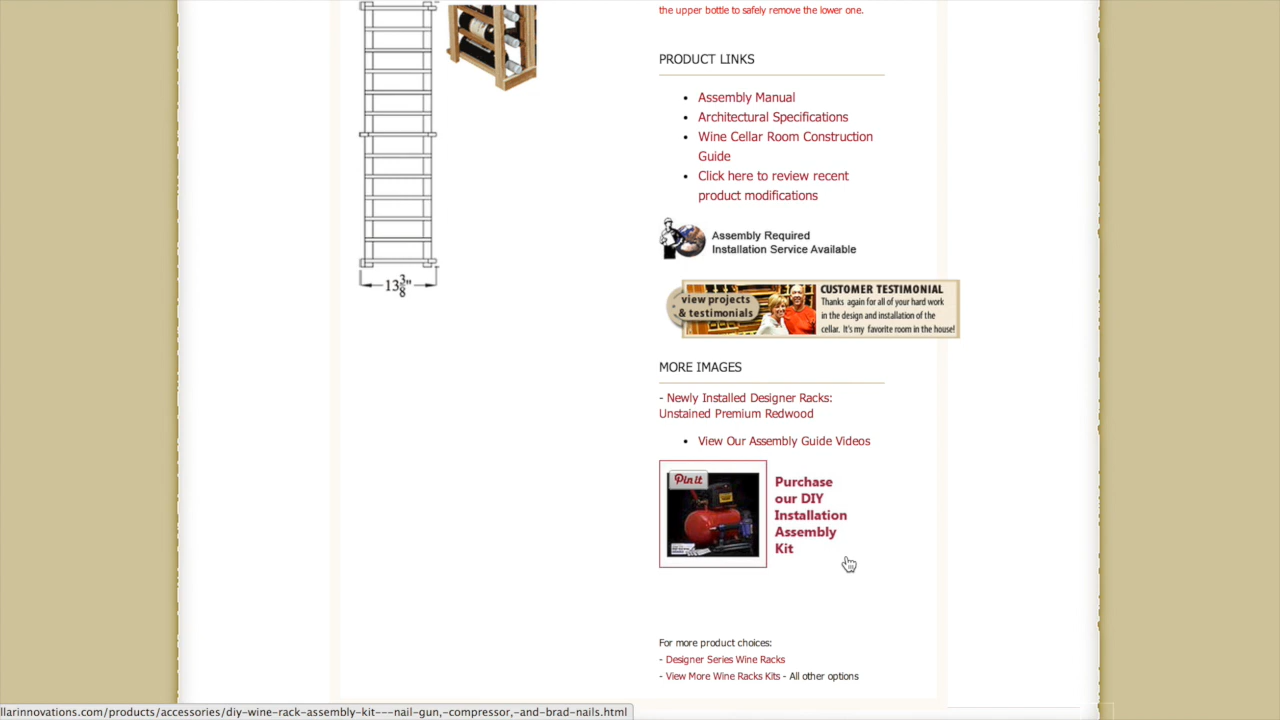 the upper bottle to safely remove the lower one.
PRODUCT LINKS
• Assembly Manual
• Architectural Specifications
• Wine Cellar Room Construction
Guide
• Click here to review recent
product modifications
Assembly Required
Installation Service Available
13 3/8"
view projects
& testimonials
CUSTOMER TESTIMONIAL
Thanks again for all of your hard work
in the design and installation of the
cellar. It's my favorite room in the house!
MORE IMAGES
- Newly Installed Designer Racks:
Unstained Premium Redwood
• View Our Assembly Guide Videos
Pin it
Purchase
our DIY
Installation
Assembly
Kit
For more product choices:
- Designer Series Wine Racks
- View More Wine Racks Kits - All other options
llarinnovations.com/products/accessories/diy-wine-rack-assembly-kit---nail-gun,-compressor,-and-brad-nails.html